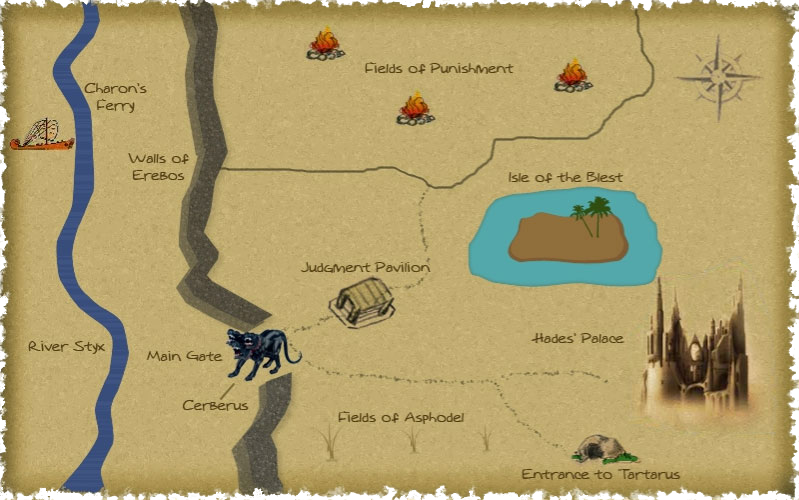 Fields of Punishment
Charon's
Ferry
Walls of
Erebos
Isle of the Blest
Judgment Pavilion
Hades' Palace
River Styx
Main Gate
Cerberus
Fields of Asphodel
Entrance to Tartarus